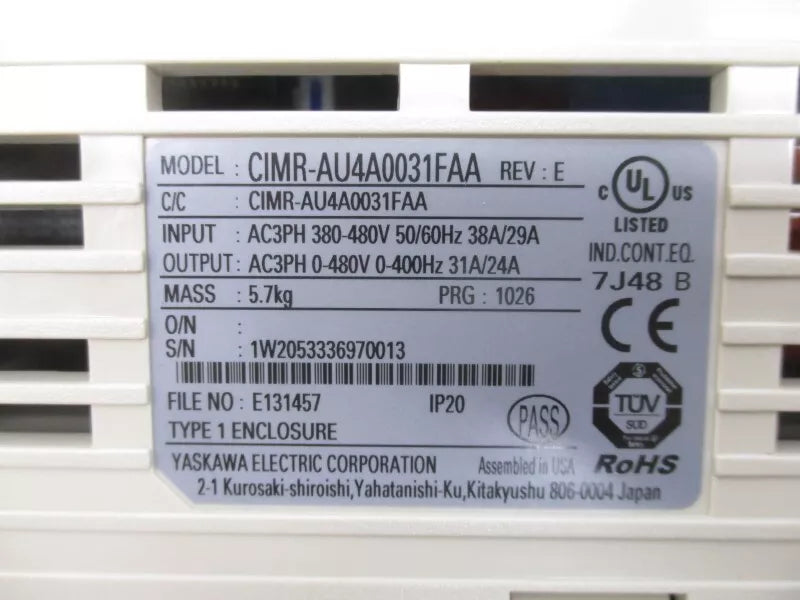 MODEL : CIMR-AU4A0031FAA REV : E
C/C : CIMR-AU4A0031FAA
INPUT : AC3PH 380-480V 50/60Hz 38A/29A
OUTPUT : AC3PH 0-480V 0-400Hz 31A/24A
MASS : 5.7kg PRG : 1026
O/N :
S/N : 1W2053336970013
FILE NO : E131457 IP20
TYPE 1 ENCLOSURE
PASS
YASKAWA ELECTRIC CORPORATION Assembled in USA
2-1 Kurosaki-shiroishi,Yahatanishi-Ku,Kitakyushu 806-0004 Japan
C UL US
LISTED
IND.CONT.EQ.
7J48 B
CE
TÜV
SÜD
RoHS